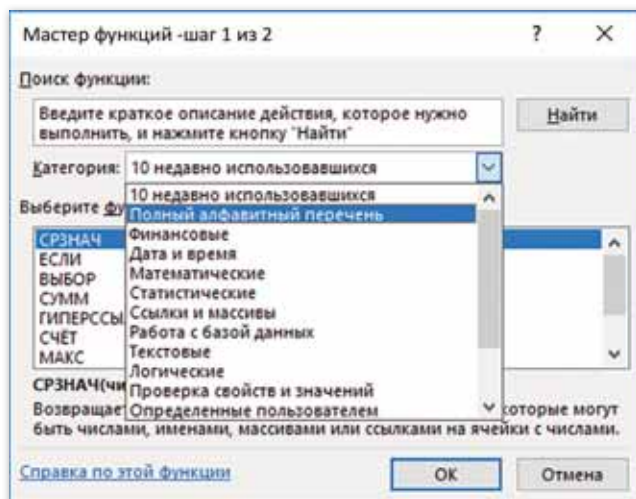 Мастер функций -шаг 1 из 2 ?
Поиск функции:
Введите краткое описание действия, которое нужно
выполнить, и нажмите кнопку "Найти"
Найти
Категория: 10 недавно использовавшихся
10 недавно использовавшихся
Выберите
Полный алфавитный перечень
Финансовые
Дата и время
Математические
Статистические
Ссылки и массивы
Работа с базой данных
Текстовые
Логические
Проверка свойств и значений
Определенные пользователем
СРЗНАЧ
ЕСЛИ
ВЫБОР
СУММ
ГИПЕРССЫ
СЧЁТ
МАКС
СРЗНАЧ(чи
Возвращае которые могут
быть числами, именами, массивами или ссылками на ячейки с числами.
Справка по этой функции
ОК
Отмена